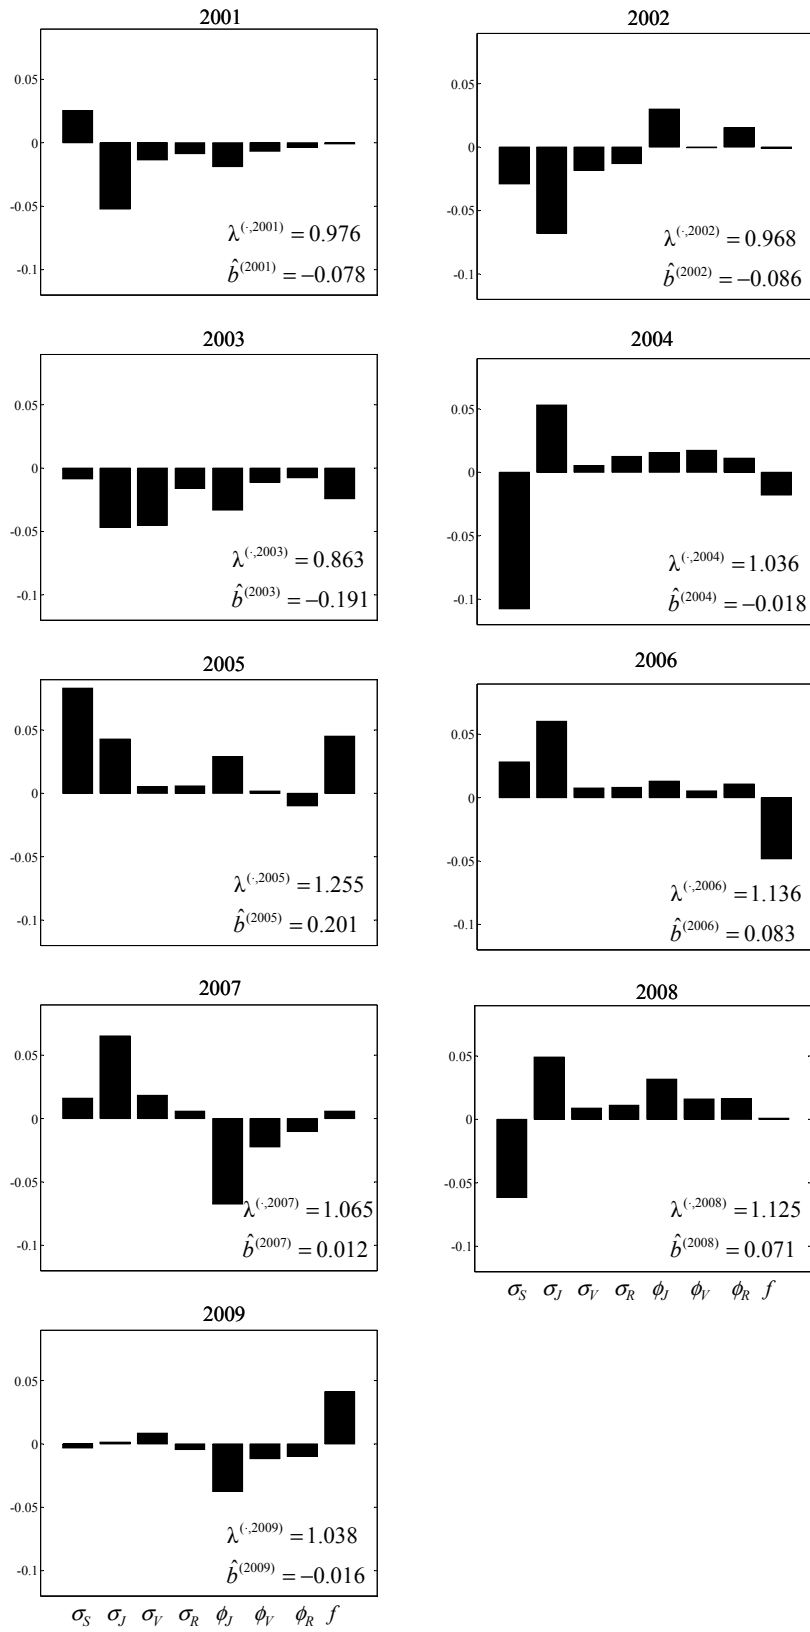 2001
0.05
0
-0.05
-0.1
λ^(·,2001) = 0.976
b̂^(2001) = −0.078
2002
0.05
0
-0.05
-0.1
λ^(·,2002) = 0.968
b̂^(2002) = −0.086
2003
0.05
0
-0.05
-0.1
λ^(·,2003) = 0.863
b̂^(2003) = −0.191
2004
0.05
0
-0.05
-0.1
λ^(·,2004) = 1.036
b̂^(2004) = −0.018
2005
0.05
0
-0.05
-0.1
λ^(·,2005) = 1.255
b̂^(2005) = 0.201
2006
0.05
0
-0.05
-0.1
λ^(·,2006) = 1.136
b̂^(2006) = 0.083
2007
0.05
0
-0.05
-0.1
λ^(·,2007) = 1.065
b̂^(2007) = 0.012
2008
0.05
0
-0.05
-0.1
λ^(·,2008) = 1.125
b̂^(2008) = 0.071
σ_S σ_J σ_V σ_R ϕ_J ϕ_V ϕ_R f
2009
0.05
0
-0.05
-0.1
λ^(·,2009) = 1.038
b̂^(2009) = −0.016
σ_S σ_J σ_V σ_R ϕ_J ϕ_V ϕ_R f